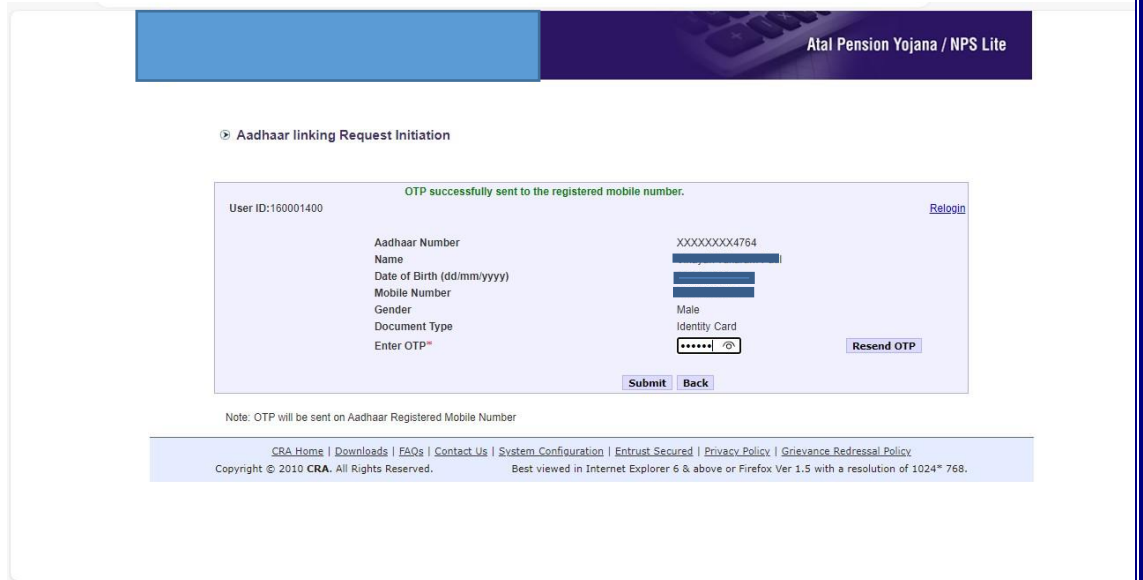 Atal Pension Yojana / NPS Lite
Aadhaar linking Request Initiation
OTP successfully sent to the registered mobile number.
User ID:160001400 Relogin
Aadhaar Number XXXXXXXX4764
Name
Date of Birth (dd/mm/yyyy)
Mobile Number
Gender Male
Document Type Identity Card
Enter OTP* •••••• Resend OTP
Submit Back
Note: OTP will be sent on Aadhaar Registered Mobile Number
CRA Home | Downloads | FAQs | Contact Us | System Configuration | Entrust Secured | Privacy Policy | Grievance Redressal Policy
Copyright © 2010 CRA. All Rights Reserved. Best viewed in Internet Explorer 6 & above or Firefox Ver 1.5 with a resolution of 1024* 768.